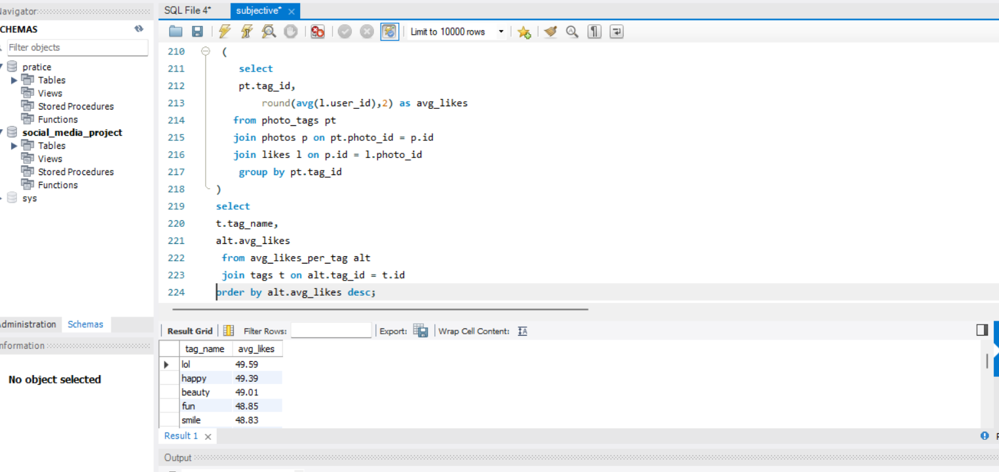 Navigator
SQL File 4*
subjective*
SCHEMAS
Limit to 10000 rows
Filter objects
pratice
Tables
Views
Stored Procedures
Functions
social_media_project
Tables
Views
Stored Procedures
Functions
sys
210 (
211 select
212 pt.tag_id,
213 round(avg(l.user_id),2) as avg_likes
214 from photo_tags pt
215 join photos p on pt.photo_id = p.id
216 join likes l on p.id = l.photo_id
217 group by pt.tag_id
218 )
219 select
220 t.tag_name,
221 alt.avg_likes
222 from avg_likes_per_tag alt
223 join tags t on alt.tag_id = t.id
224 order by alt.avg_likes desc;
Administration Schemas
Information
No object selected
Result Grid Filter Rows: Export: Wrap Cell Content:
tag_name avg_likes
lol 49.59
happy 49.39
beauty 49.01
fun 48.85
smile 48.83
Result 1
Output